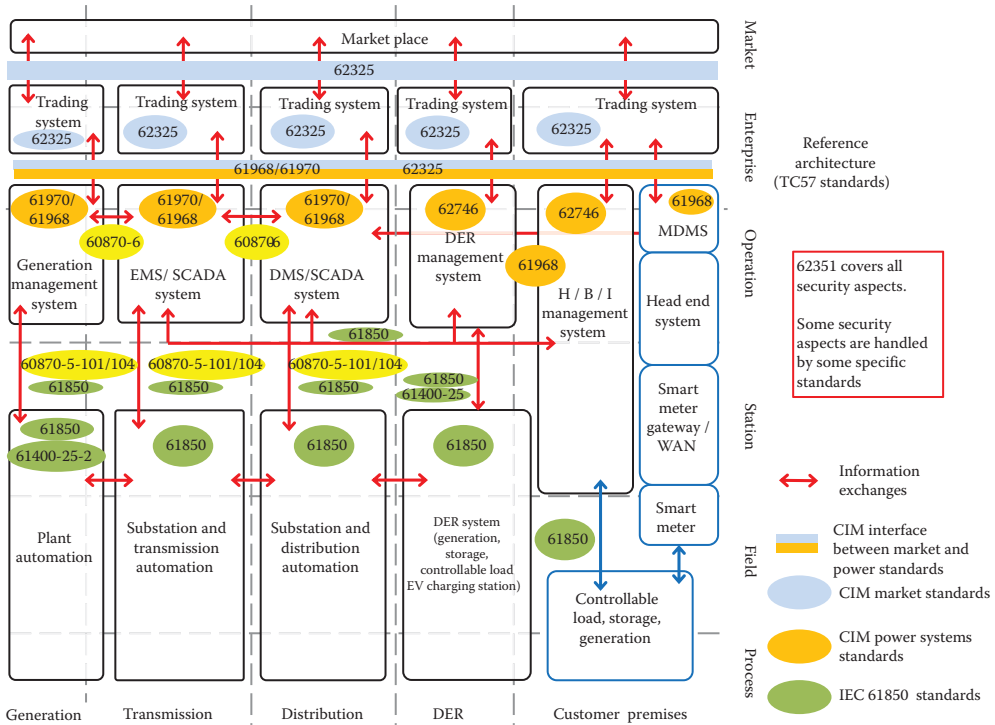 Market place
62325
Trading
system
62325
Trading system
62325
Trading system
62325
Trading system
62325
Trading system
62325
61968/61970
62325
61970/
61968
61970/
61968
61970/
61968
62746
62746
61968
MDMS
60870-6
60870-6
61968
Generation
management
system
EMS/ SCADA
system
DMS/SCADA
system
DER
management
system
H / B / I
management
system
Head end
system
61850
60870-5-101/104
61850
60870-5-101/104
61850
60870-5-101/104
61850
61850
61400-25
Smart
meter
gateway /
WAN
61850
61400-25-2
61850
61850
61850
Smart
meter
Plant
automation
Substation and
transmission
automation
Substation and
distribution
automation
DER system
(generation,
storage,
controllable load
EV charging station)
61850
Controllable
load, storage,
generation
Generation
Transmission
Distribution
DER
Customer premises
Market
Enterprise
Operation
Station
Field
Process
Reference
architecture
(TC57 standards)
62351 covers all
security aspects.
Some security
aspects are handled
by some specific
standards
Information
exchanges
CIM interface
between market and
power standards
CIM market standards
CIM power systems
standards
IEC 61850 standards